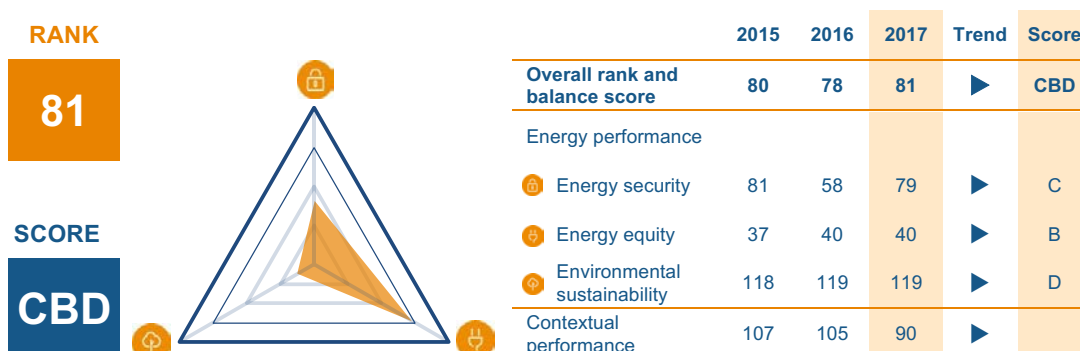 RANK
81
SCORE
CBD
2015 2016 2017 Trend Score
Overall rank and
balance score 80 78 81 CBD
Energy performance
Energy security 81 58 79 C
Energy equity 37 40 40 B
Environmental
sustainability 118 119 119 D
Contextual
performance 107 105 90